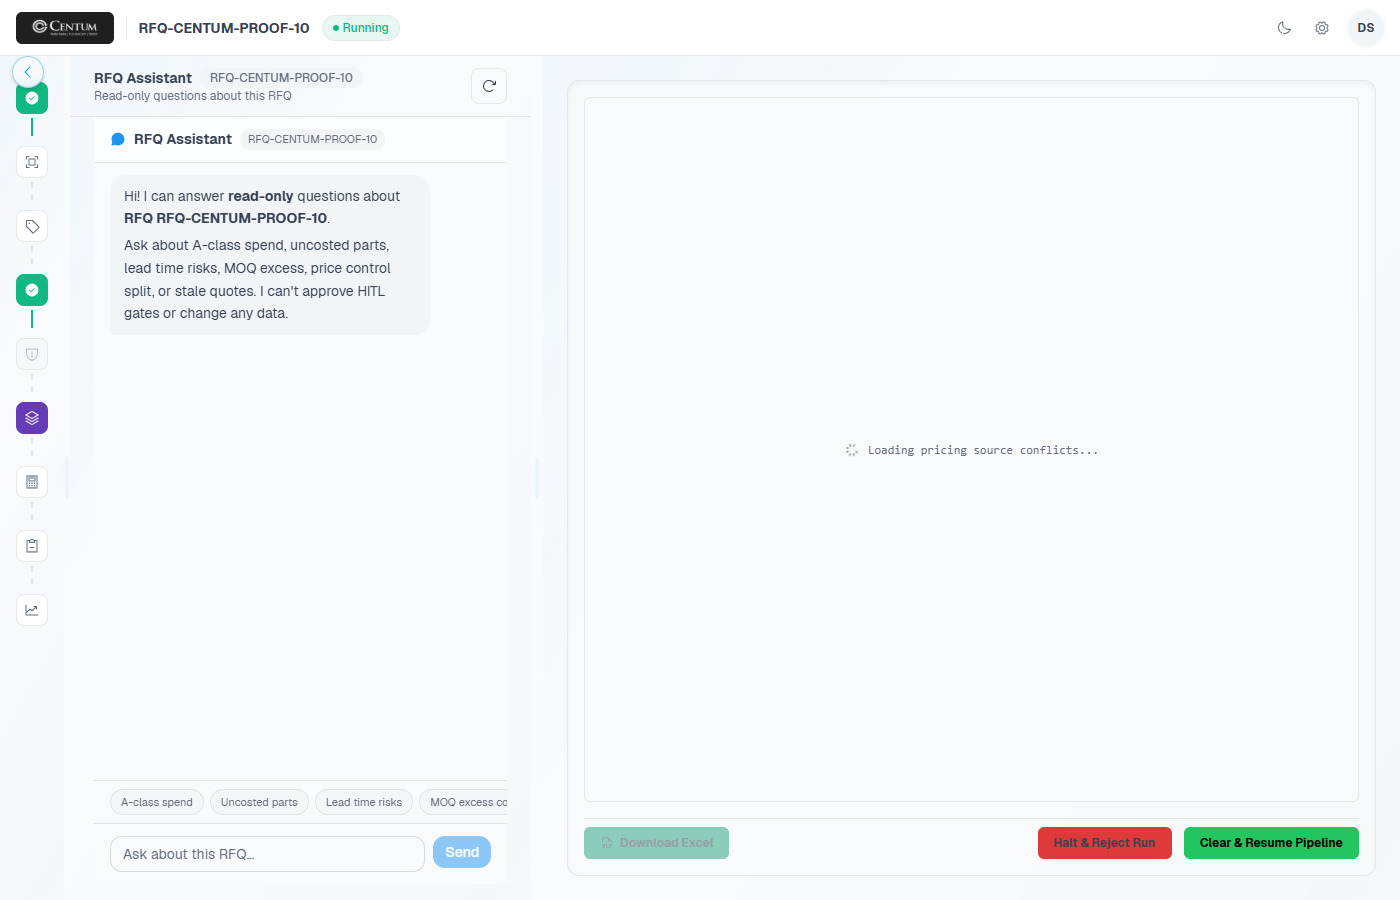 CENTUM
RFQ-CENTUM-PROOF-10
Running
DS
RFQ Assistant
RFQ-CENTUM-PROOF-10
Read-only questions about this RFQ
RFQ Assistant
RFQ-CENTUM-PROOF-10
Hi! I can answer read-only questions about
RFQ RFQ-CENTUM-PROOF-10.
Ask about A-class spend, uncosted parts,
lead time risks, MOQ excess, price control
split, or stale quotes. I can't approve HITL
gates or change any data.
Loading pricing source conflicts...
A-class spend
Uncosted parts
Lead time risks
MOQ excess co
Ask about this RFQ...
Send
Download Excel
Halt & Reject Run
Clear & Resume Pipeline